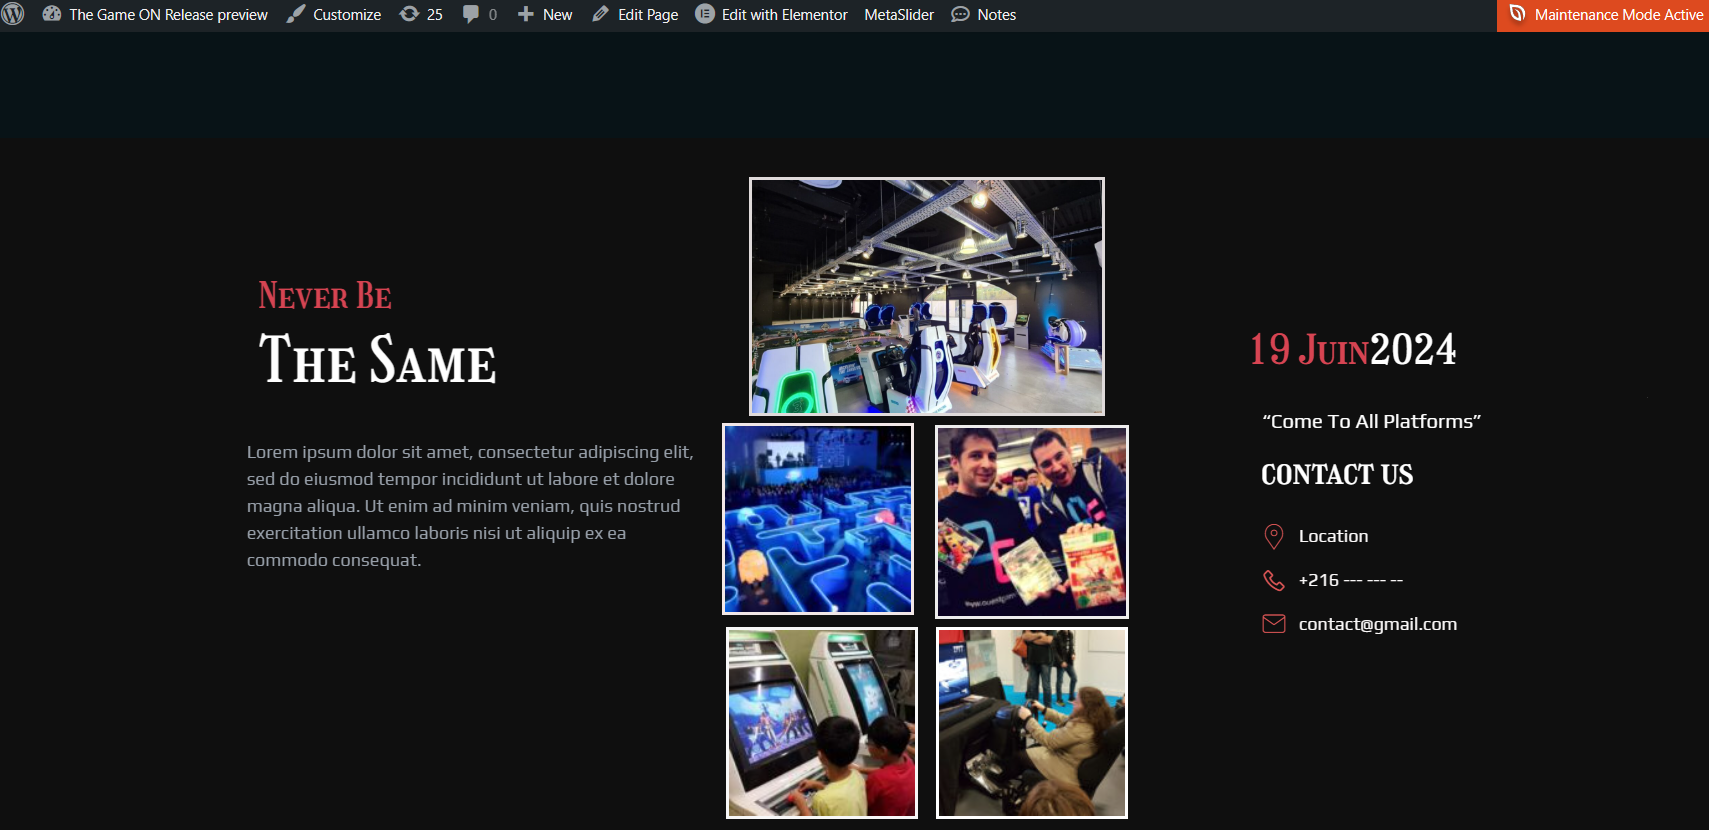 The Game ON Release preview Customize 25 0 New Edit Page Edit with Elementor MetaSlider Notes Maintenance Mode Active
Never Be
The Same
Lorem ipsum dolor sit amet, consectetur adipiscing elit,
sed do eiusmod tempor incididunt ut labore et dolore
magna aliqua. Ut enim ad minim veniam, quis nostrud
exercitation ullamco laboris nisi ut aliquip ex ea
commodo consequat.
19 Juin2024
“Come To All Platforms”
CONTACT US
Location
+216 --- --- --
contact@gmail.com